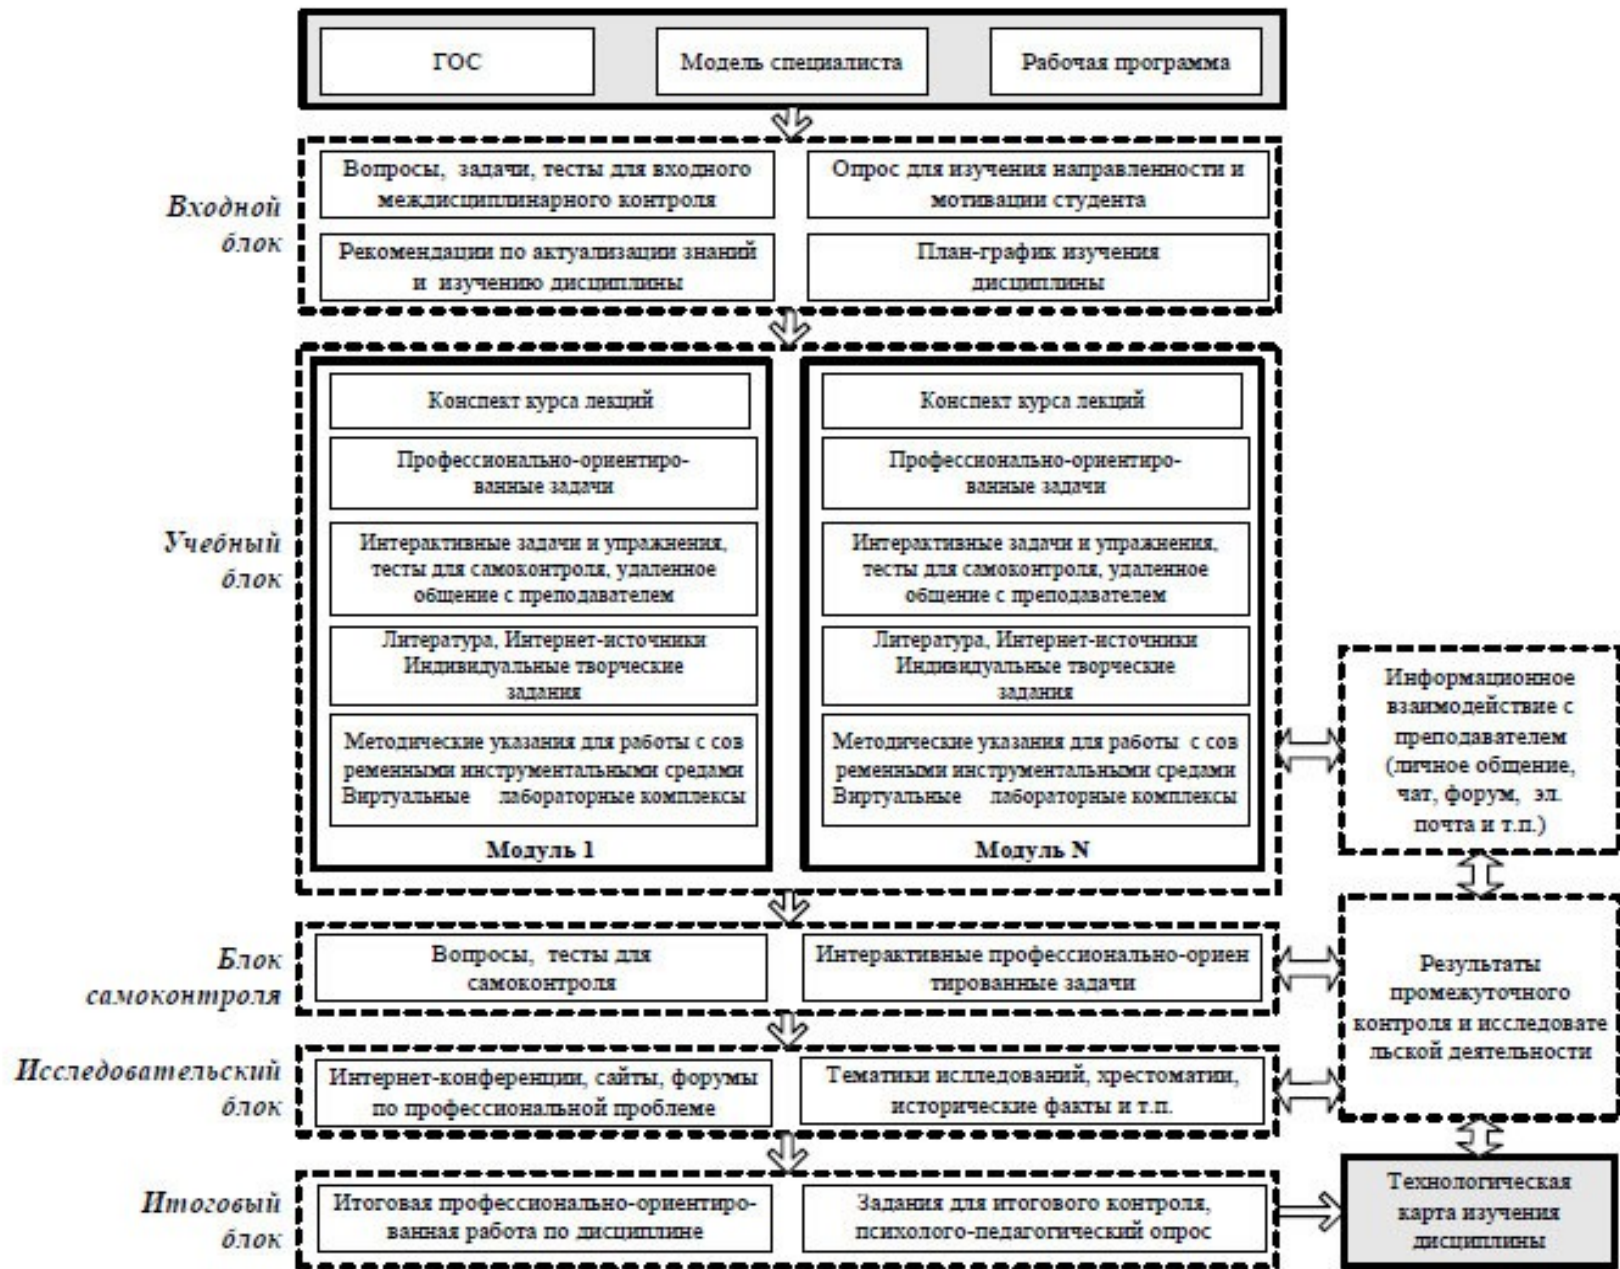 ГОС
Модель специалиста
Рабочая программа
Входной
блок
Вопросы, задачи, тесты для входного
междисциплинарного контроля
Опрос для изучения направленности и
мотивации студента
Рекомендации по актуализации знаний
и изучению дисциплины
План-график изучения
дисциплины
Учебный
блок
Конспект курса лекций
Профессионально-ориентиро-
ванные задачи
Интерактивные задачи и упражнения,
тесты для самоконтроля, удаленное
общение с преподавателем
Литература, Интернет-источники
Индивидуальные творческие
задания
Методические указания для работы с сов
ременными инструментальными средами
Виртуальные лабораторные комплексы
Модуль 1
Конспект курса лекций
Профессионально-ориентиро-
ванные задачи
Интерактивные задачи и упражнения,
тесты для самоконтроля, удаленное
общение с преподавателем
Литература, Интернет-источники
Индивидуальные творческие
задания
Методические указания для работы с сов
ременными инструментальными средами
Виртуальные лабораторные комплексы
Модуль N
Информационное
взаимодействие с
преподавателем
(личное общение,
чат, форум, эл.
почта и т.п.)
Блок
самоконтроля
Вопросы, тесты для
самоконтроля
Интерактивные профессионально-ориен
тированные задачи
Результаты
промежуточного
контроля и исследовате
льской деятельности
Исследовательский
блок
Интернет-конференции, сайты, форумы
по профессиональной проблеме
Тематики ислледований, хрестоматии,
исторические факты и т.п.
Итоговый
блок
Итоговая профессионально-ориентиро-
ванная работа по дисциплине
Задания для итогового контроля,
психолого-педагогический опрос
Технологическая
карта изучения
дисциплины